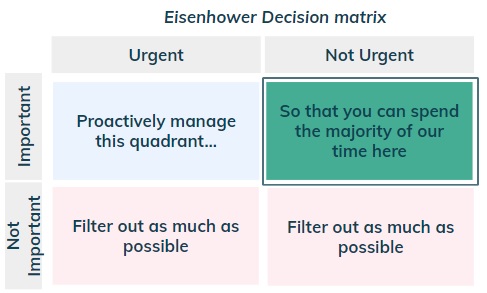 Eisenhower Decision matrix
Urgent
Not Urgent
Important
Proactively manage
this quadrant...
So that you can spend
the majority of our
time here
Not
Important
Filter out as much as
possible
Filter out as much as
possible